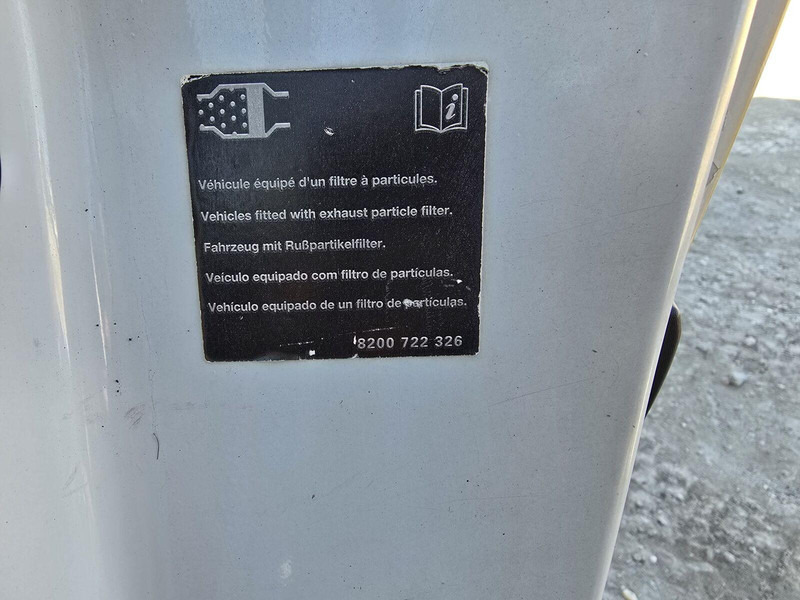 i
Véhicule équipé d'un filtre à particules.
Vehicles fitted with exhaust particle filter.
Fahrzeug mit Rußpartikelfilter.
Veículo equipado com filtro de partículas.
Vehículo equipado de un filtro de partículas.
8200 722 326